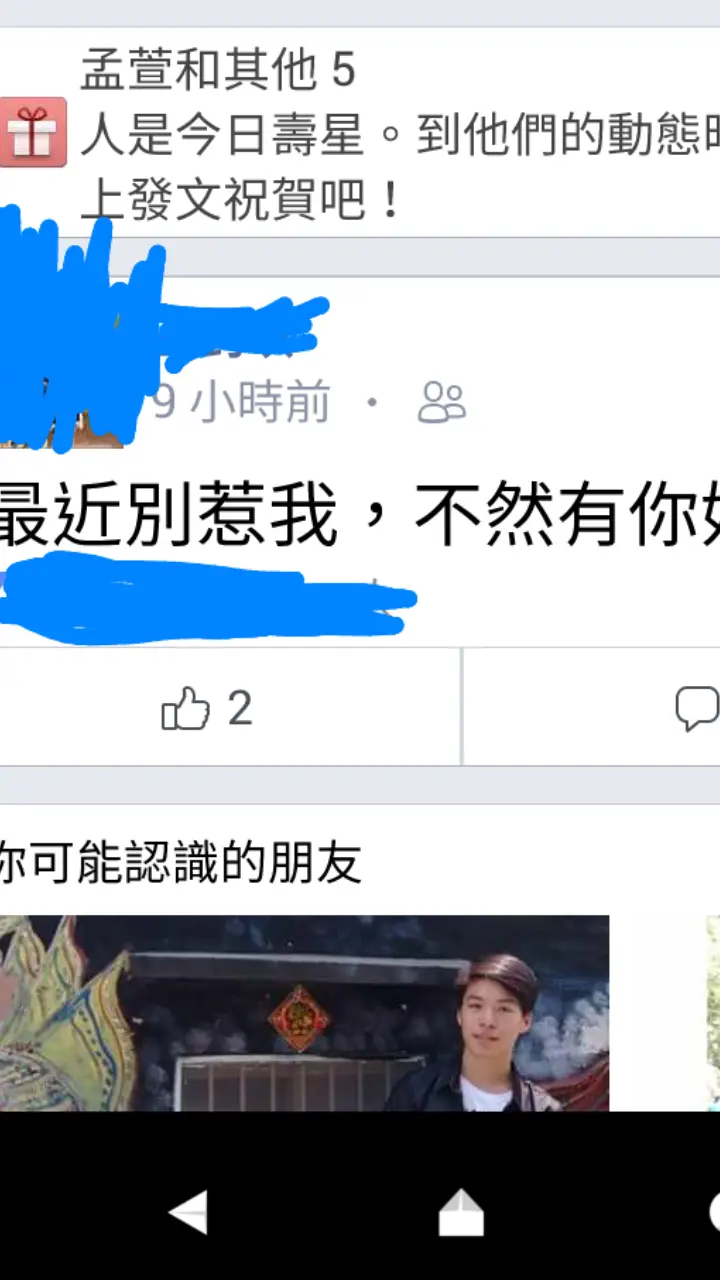 孟萱和其他 5
人是今日壽星。到他們的動態
上發文祝賀吧！
9 小時前
最近別惹我，不然有你
2
你可能認識的朋友